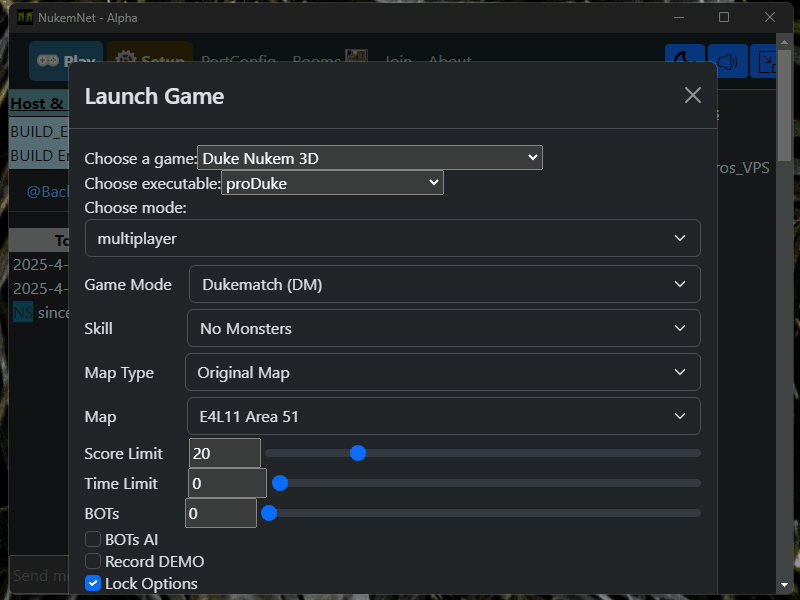 NukemNet - Alpha
Play
Setup
PortConfig
Rooms
Join
About
Launch Game
Host &
BUILD_E
BUILD
ros_VPS
@Back
2025-4-
2025-4-
NS since
Choose a game: Duke Nukem 3D
Choose executable: proDuke
Choose mode:
multiplayer
Game Mode Dukematch (DM)
Skill No Monsters
Map Type Original Map
Map E4L11 Area 51
Score Limit 20
Time Limit 0
BOTs 0
BOTs AI
Record DEMO
Lock Options
Send me